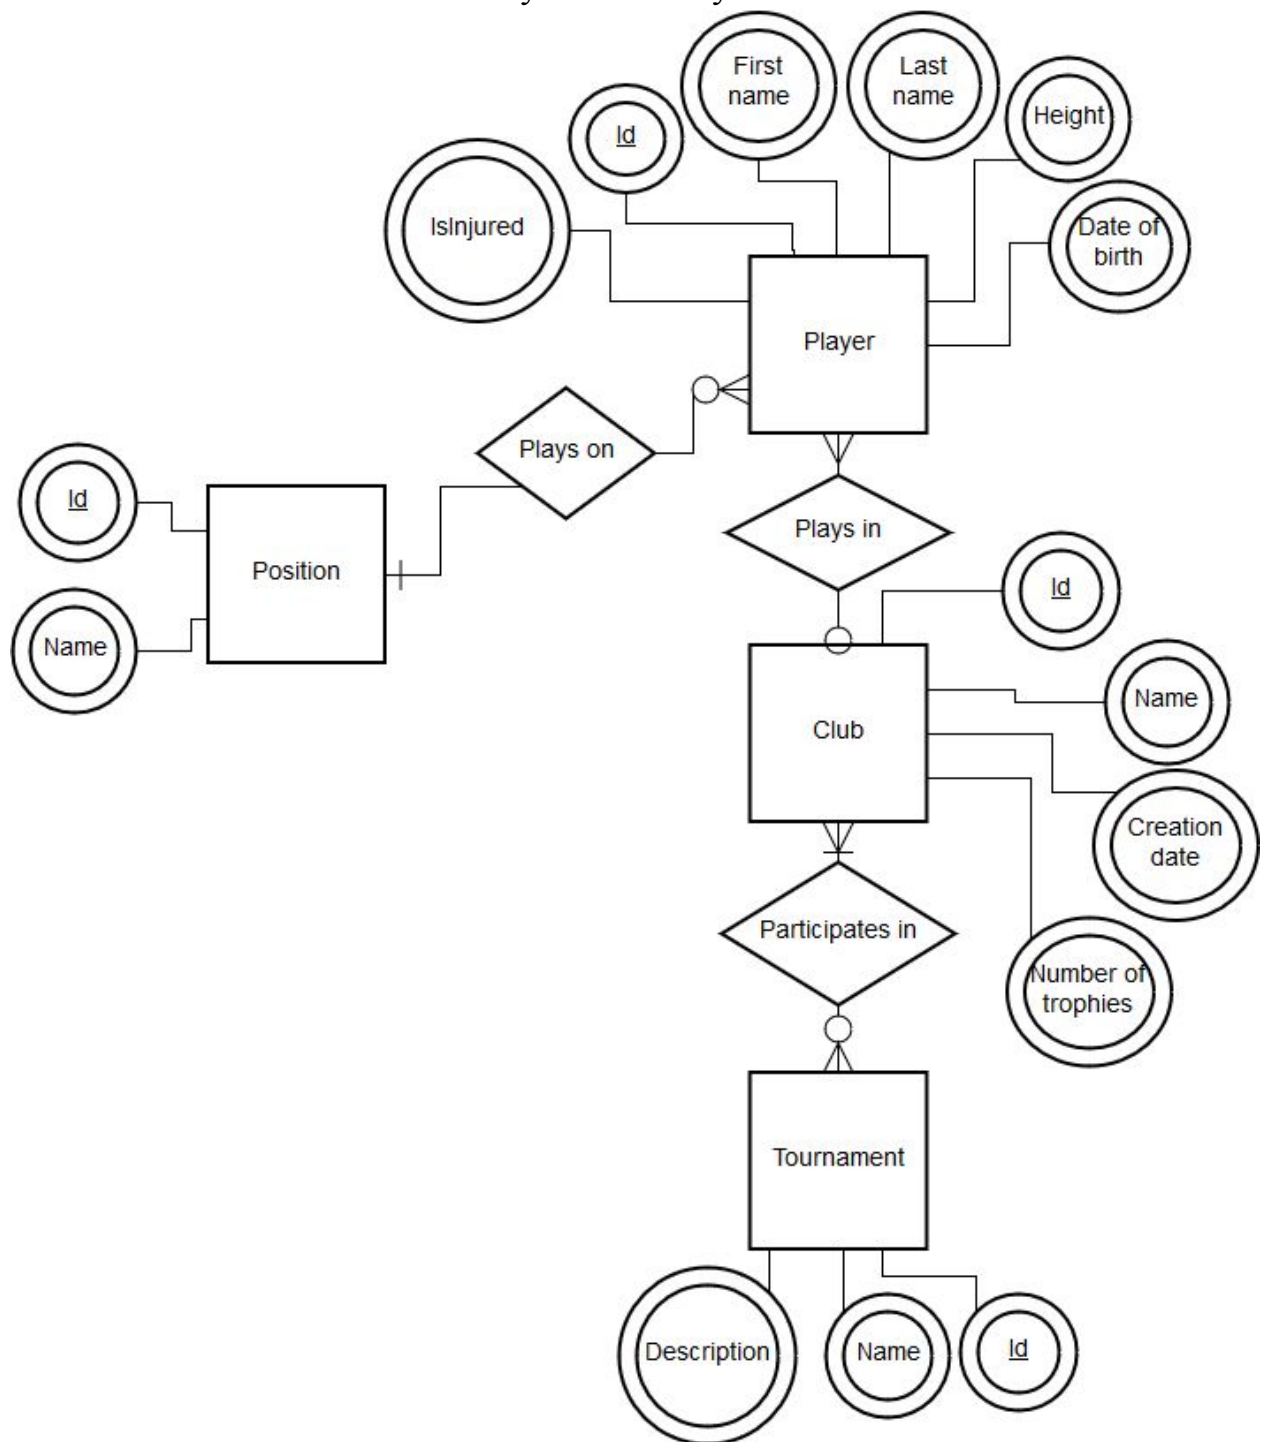 First
name
Last
name
Height
Id
IsInjured
Date of
birth
Player
Plays on
Id
Position
Name
Plays in
Id
Name
Club
Creation
date
Participates in
Number of
trophies
Tournament
Description
Name
Id